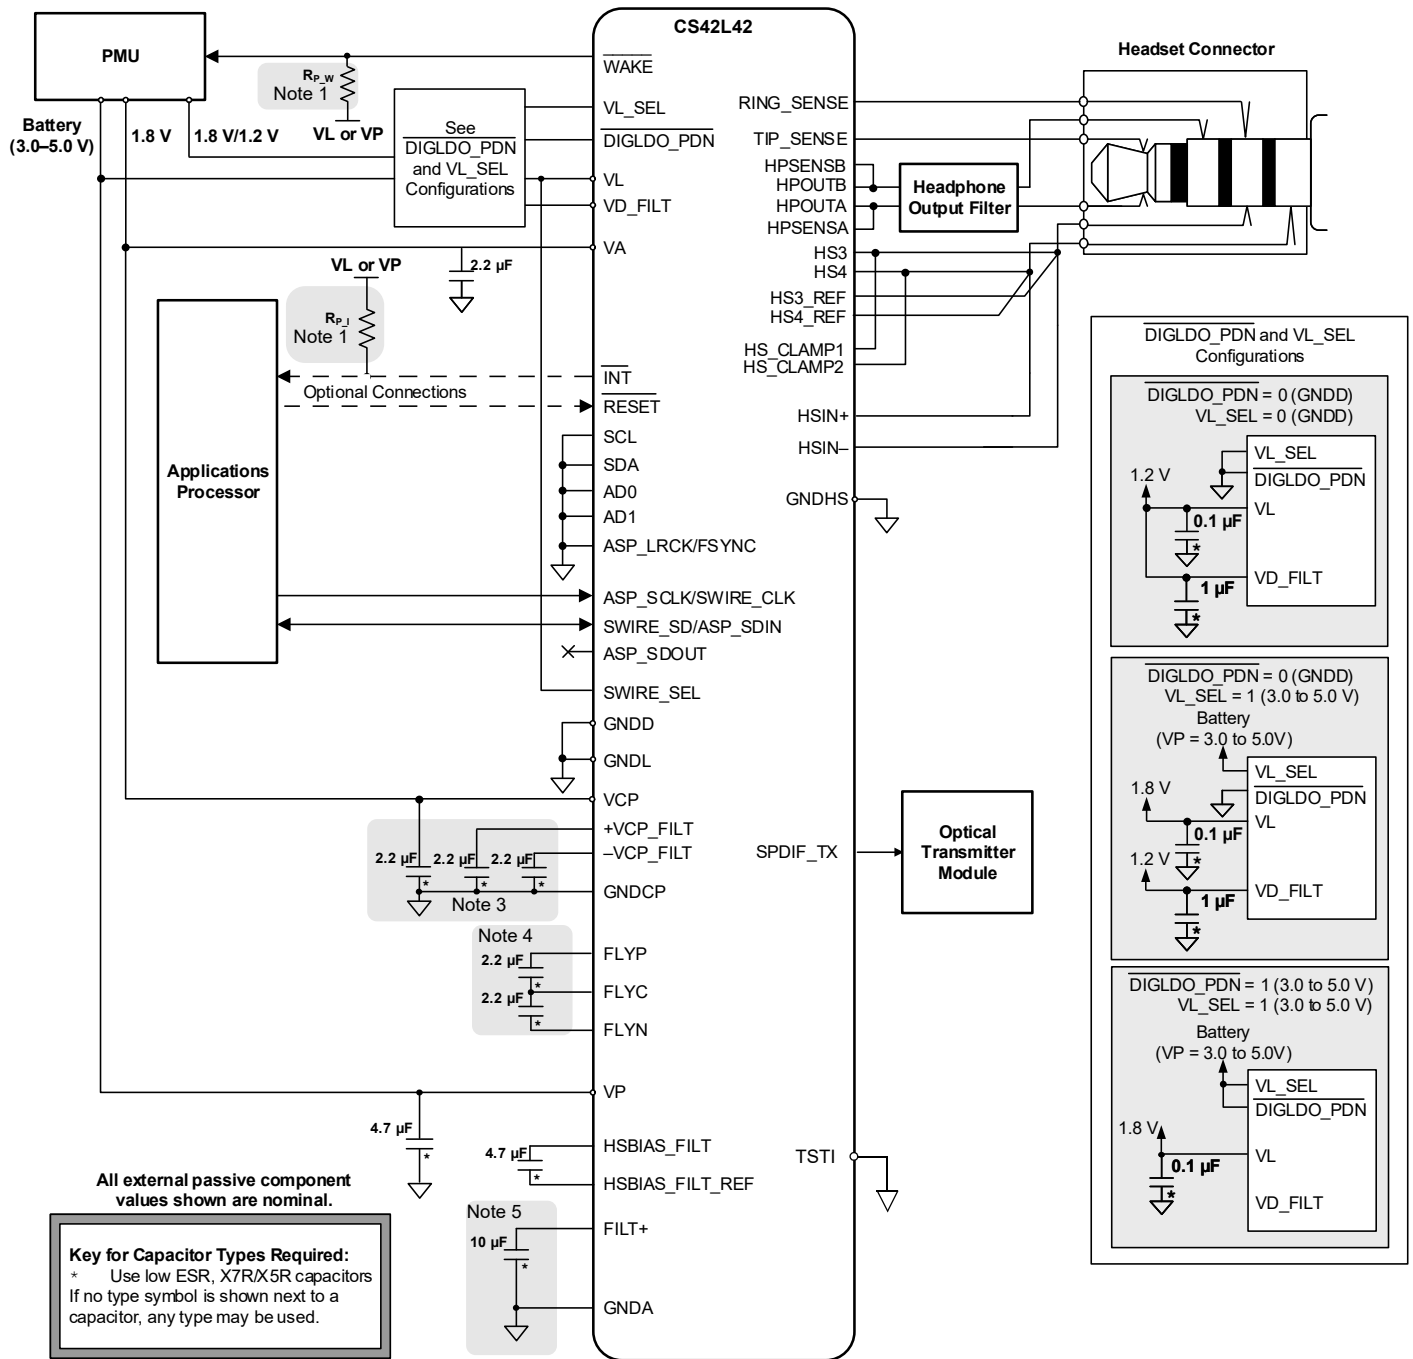 CS42L42
PMU
Battery
(3.0–5.0 V)
1.8 V
1.8 V/1.2 V
RP_W
Note 1
VL or VP
See
DIGLDO_PDN
and VL_SEL
Configurations
WAKE
VL_SEL
DIGLDO_PDN
VL
VD_FILT
VA
2.2 µF
VL or VP
RP_I
Note 1
Optional Connections
INT
RESET
Applications
Processor
SCL
SDA
AD0
AD1
ASP_LRCK/FSYNC
ASP_SCLK/SWIRE_CLK
SWIRE_SD/ASP_SDIN
ASP_SDOUT
SWIRE_SEL
GNDD
GNDL
VCP
+VCP_FILT
–VCP_FILT
GNDCP
2.2 µF
*
2.2 µF
*
2.2 µF
*
Note 3
Note 4
2.2 µF
*
2.2 µF
*
FLYP
FLYC
FLYN
VP
4.7 µF
*
4.7 µF
*
HSBIAS_FILT
HSBIAS_FILT_REF
Note 5
10 µF
*
FILT+
GNDA
All external passive component
values shown are nominal.
Key for Capacitor Types Required:
* Use low ESR, X7R/X5R capacitors
If no type symbol is shown next to a
capacitor, any type may be used.
RING_SENSE
TIP_SENSE
HPSENSB
HPOUTB
HPOUTA
HPSENSA
HS3
HS4
HS3_REF
HS4_REF
HS_CLAMP1
HS_CLAMP2
HSIN+
HSIN–
GNDHS
SPDIF_TX
TSTI
Headphone
Output Filter
Headset Connector
Optical
Transmitter
Module
DIGLDO_PDN and VL_SEL
Configurations
DIGLDO_PDN = 0 (GNDD)
VL_SEL = 0 (GNDD)
VL_SEL
DIGLDO_PDN
1.2 V
VL
0.1 µF
*
VD_FILT
1 µF
*
DIGLDO_PDN = 0 (GNDD)
VL_SEL = 1 (3.0 to 5.0 V)
Battery
(VP = 3.0 to 5.0V)
VL_SEL
DIGLDO_PDN
1.8 V
VL
0.1 µF
*
1.2 V
VD_FILT
1 µF
*
DIGLDO_PDN = 1 (3.0 to 5.0 V)
VL_SEL = 1 (3.0 to 5.0 V)
Battery
(VP = 3.0 to 5.0V)
VL_SEL
DIGLDO_PDN
1.8 V
VL
0.1 µF
*
VD_FILT